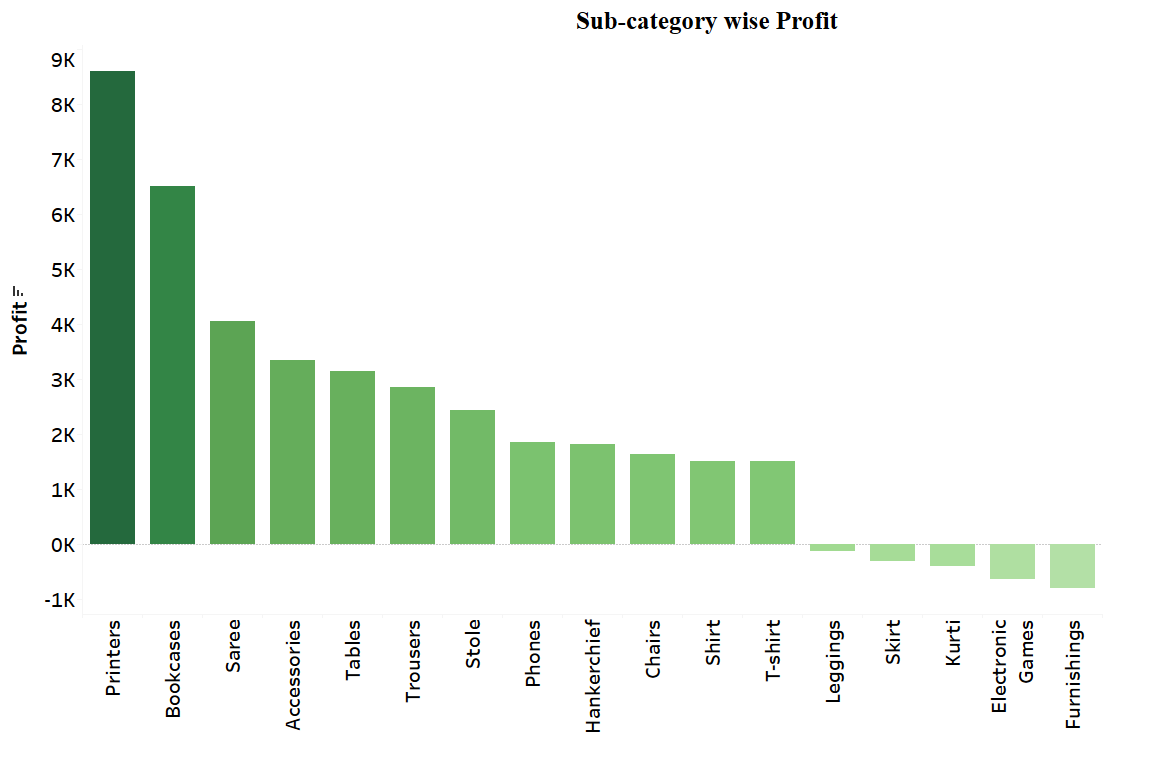 Sub-category wise Profit
Profit
9K
8K
7K
6K
5K
4K
3K
2K
1K
0K
-1K
Printers
Bookcases
Saree
Accessories
Tables
Trousers
Stole
Phones
Hankerchief
Chairs
Shirt
T-shirt
Leggings
Skirt
Kurti
Electronic
Games
Furnishings